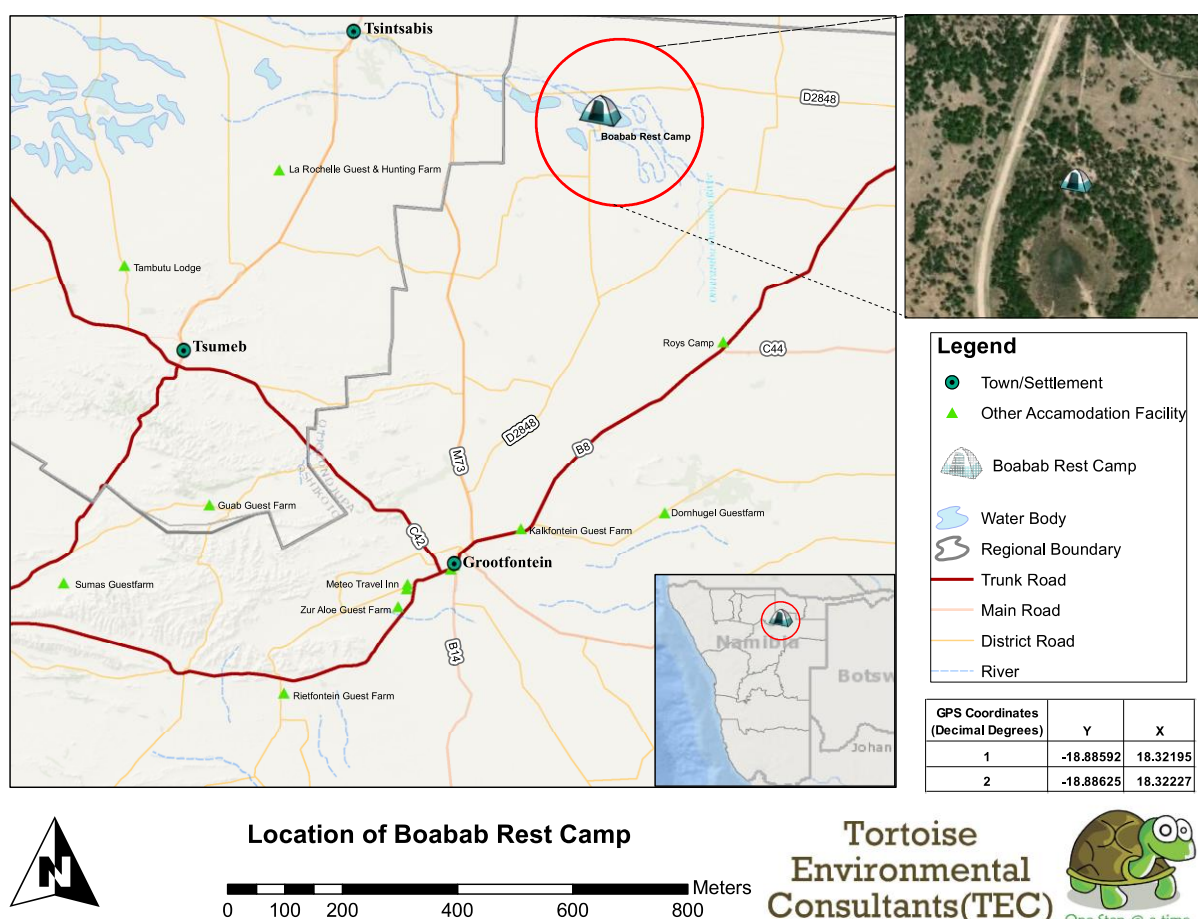 Tsintsabis
D2848
Boabab Rest Camp
La Rochelle Guest & Hunting Farm
Tambutu Lodge
Tsumeb
Roys Camp
C44
D2848
B8
M73
Guab Guest Farm
C42
Dornhugel Guestfarm
Kalkfontein Guest Farm
Grootfontein
Sumas Guestfarm
Meteo Travel Inn
Zur Aloe Guest Farm
B14
Rietfontein Guest Farm
Namibia
Botsw
Johan
Legend
Town/Settlement
Other Accamodation Facility
Boabab Rest Camp
Water Body
Regional Boundary
Trunk Road
Main Road
District Road
River
GPS Coordinates
(Decimal Degrees) Y X
1 -18.88592 18.32195
2 -18.88625 18.32227
N
Location of Boabab Rest Camp
Meters
0 100 200 400 600 800
Tortoise
Environmental
Consultants(TEC)
One Step @ a time